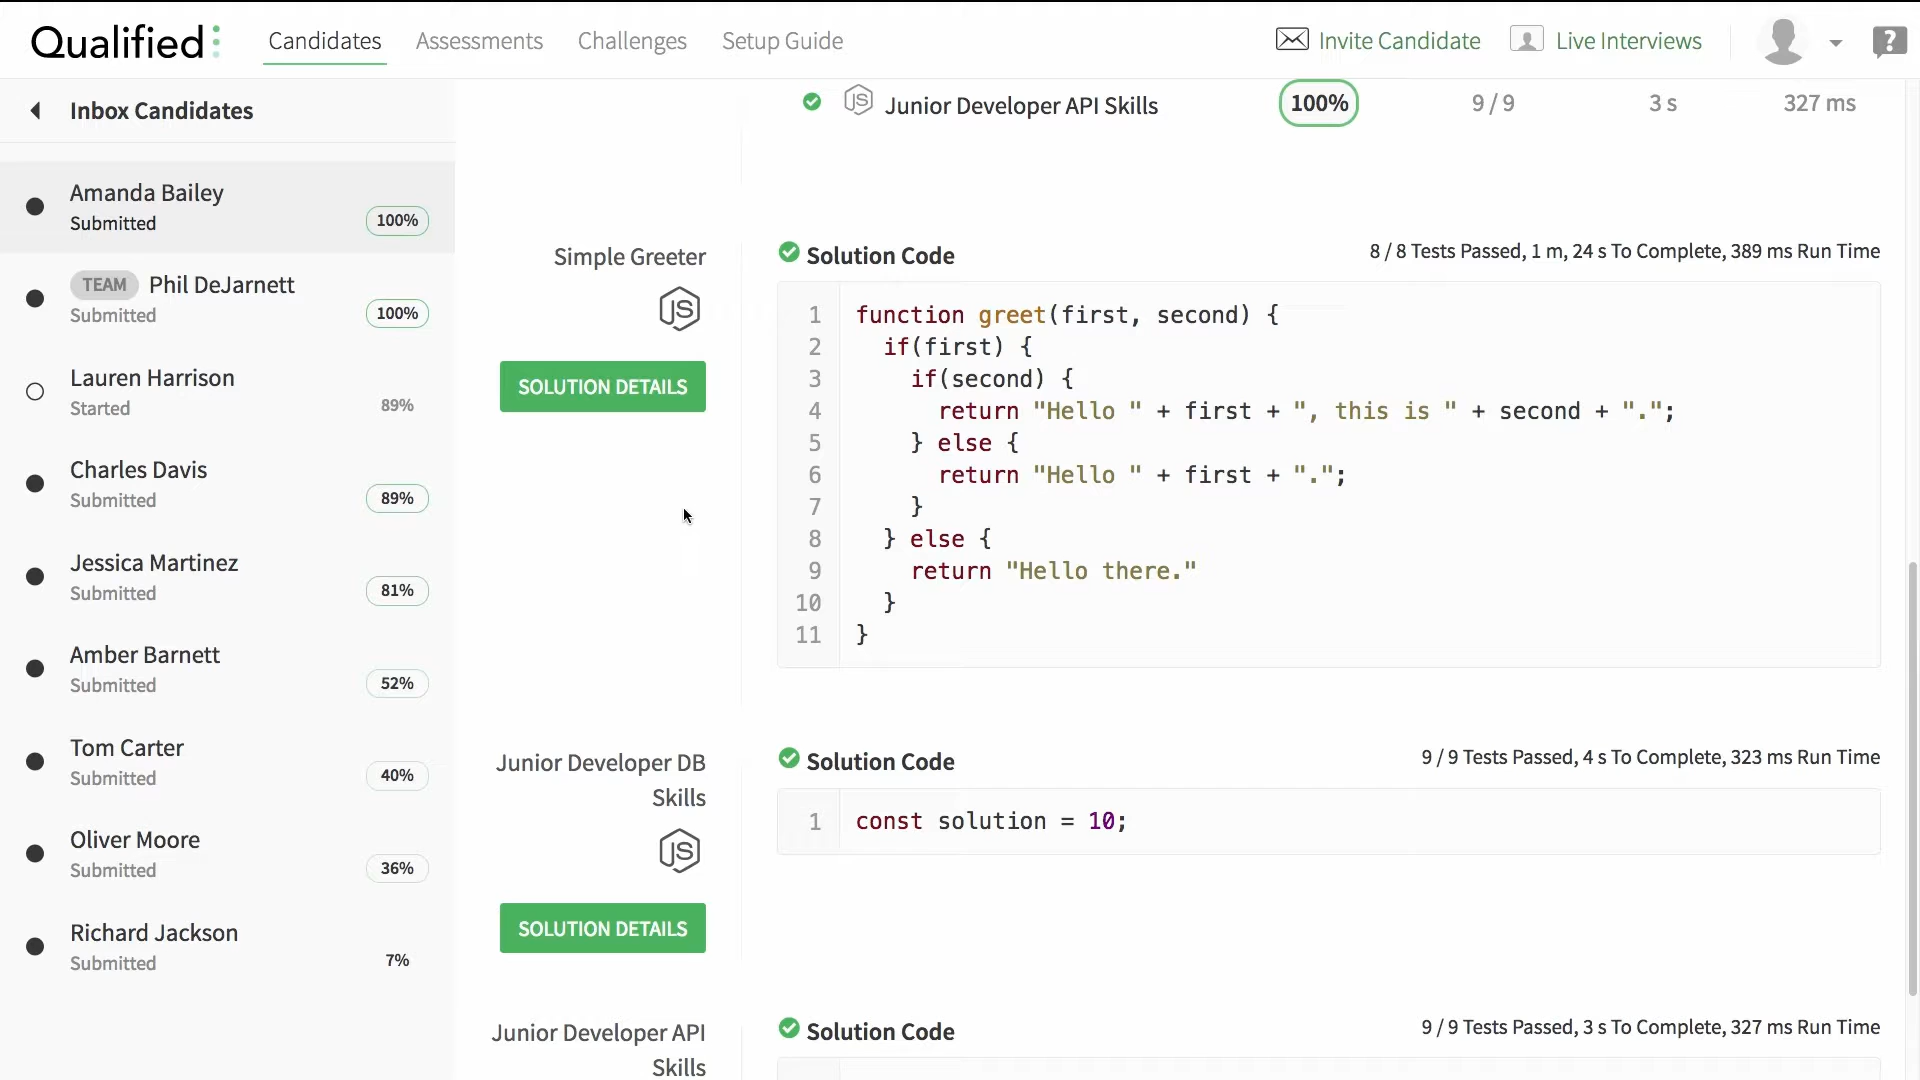 Qualified
Candidates
Assessments
Challenges
Setup Guide
Invite Candidate
Live Interviews
?
Inbox Candidates
Amanda Bailey
Submitted
100%
TEAM Phil DeJarnett
Submitted
100%
Lauren Harrison
Started
89%
Charles Davis
Submitted
89%
Jessica Martinez
Submitted
81%
Amber Barnett
Submitted
52%
Tom Carter
Submitted
40%
Oliver Moore
Submitted
36%
Richard Jackson
Submitted
7%
JS Junior Developer API Skills 100% 9 / 9 3 s 327 ms
Simple Greeter
JS
SOLUTION DETAILS
Solution Code
8 / 8 Tests Passed, 1 m, 24 s To Complete, 389 ms Run Time
1 function greet(first, second) {
2 if(first) {
3 if(second) {
4 return "Hello " + first + ", this is " + second + ".";
5 } else {
6 return "Hello " + first + ".";
7 }
8 } else {
9 return "Hello there."
10 }
11 }
Junior Developer DB
Skills
JS
SOLUTION DETAILS
Solution Code
9 / 9 Tests Passed, 4 s To Complete, 323 ms Run Time
1 const solution = 10;
Junior Developer API
Skills
Solution Code
9 / 9 Tests Passed, 3 s To Complete, 327 ms Run Time